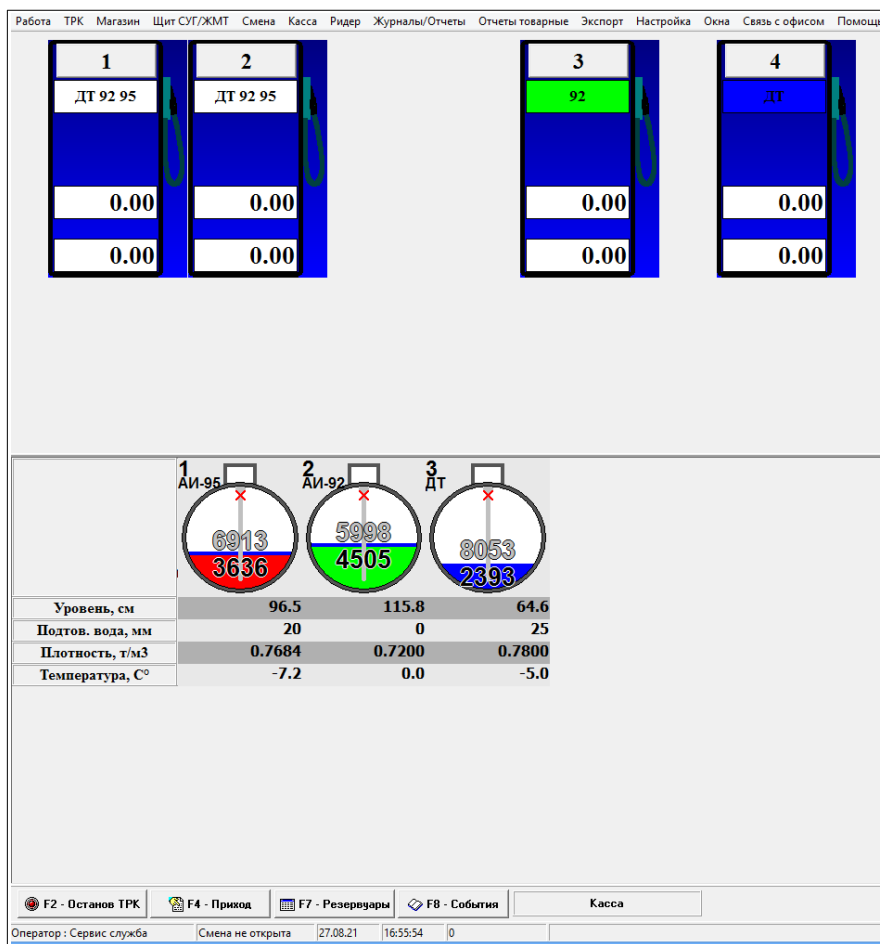 Работа ТРК Магазин Щит СУГ/ЖМТ Смена Касса Ридер Журналы/Отчеты Отчеты товарные Экспорт Настройка Окна Связь с офисом Помощь
1 2 3 4
ДТ 92 95 ДТ 92 95 92 ДТ
0.00 0.00 0.00 0.00
0.00 0.00 0.00 0.00
1 2 3
АИ-95 АИ-92 ДТ
6913 5998 8053
3636 4505 2393
Уровень, см 96.5 115.8 64.6
Подтов. вода, мм 20 0 25
Плотность, т/м3 0.7684 0.7200 0.7800
Температура, С° -7.2 0.0 -5.0
F2 - Останов ТРК F4 - Приход F7 - Резервуары F8 - События Касса
Оператор : Сервис служба Смена не открыта 27.08.21 16:55:54 0